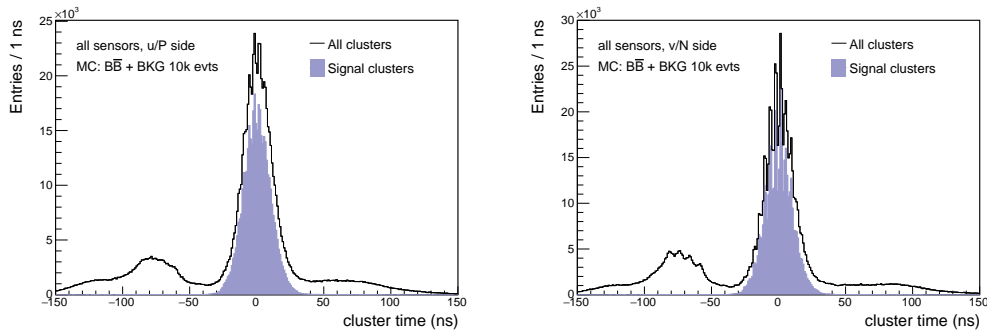 ×10³
25
20
15
10
5
0
−150
−100
−50
0
50
100
150
Entries / 1 ns
cluster time (ns)
all sensors, u/P side
MC: BB̅ + BKG 10k evts
All clusters
Signal clusters
×10³
30
25
20
15
10
5
0
−150
−100
−50
0
50
100
150
Entries / 1 ns
cluster time (ns)
all sensors, v/N side
MC: BB̅ + BKG 10k evts
All clusters
Signal clusters